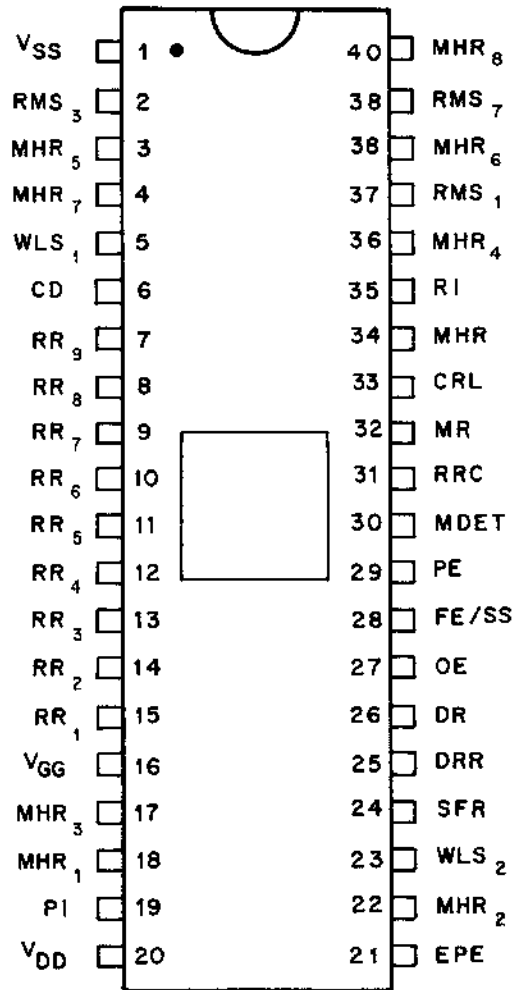 VSS 1 40 MHR8
RMS3 2 38 RMS7
MHR5 3 38 MHR6
MHR7 4 37 RMS1
WLS1 5 36 MHR4
CD 6 35 RI
RR9 7 34 MHR
RR8 8 33 CRL
RR7 9 32 MR
RR6 10 31 RRC
RR5 11 30 MDET
RR4 12 29 PE
RR3 13 28 FE/SS
RR2 14 27 OE
RR1 15 26 DR
VGG 16 25 DRR
MHR3 17 24 SFR
MHR1 18 23 WLS2
PI 19 22 MHR2
VDD 20 21 EPE